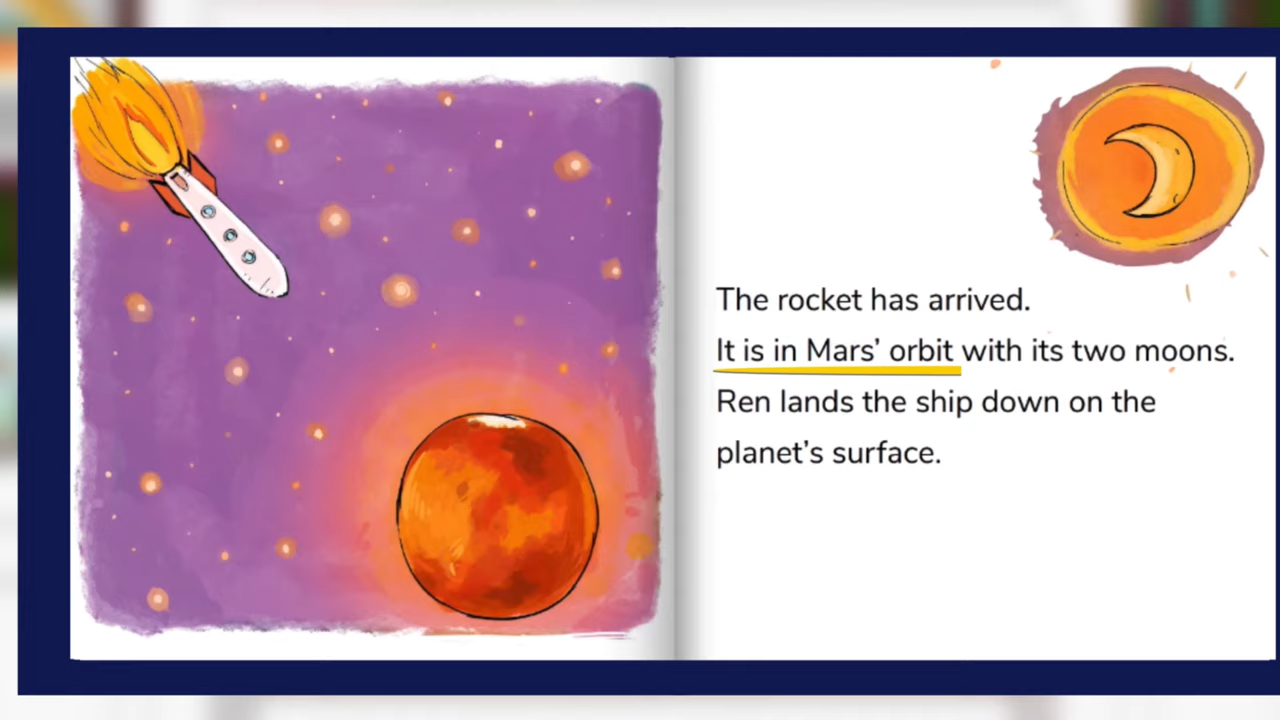 The rocket has arrived.
It is in Mars’ orbit with its two moons.
Ren lands the ship down on the
planet’s surface.